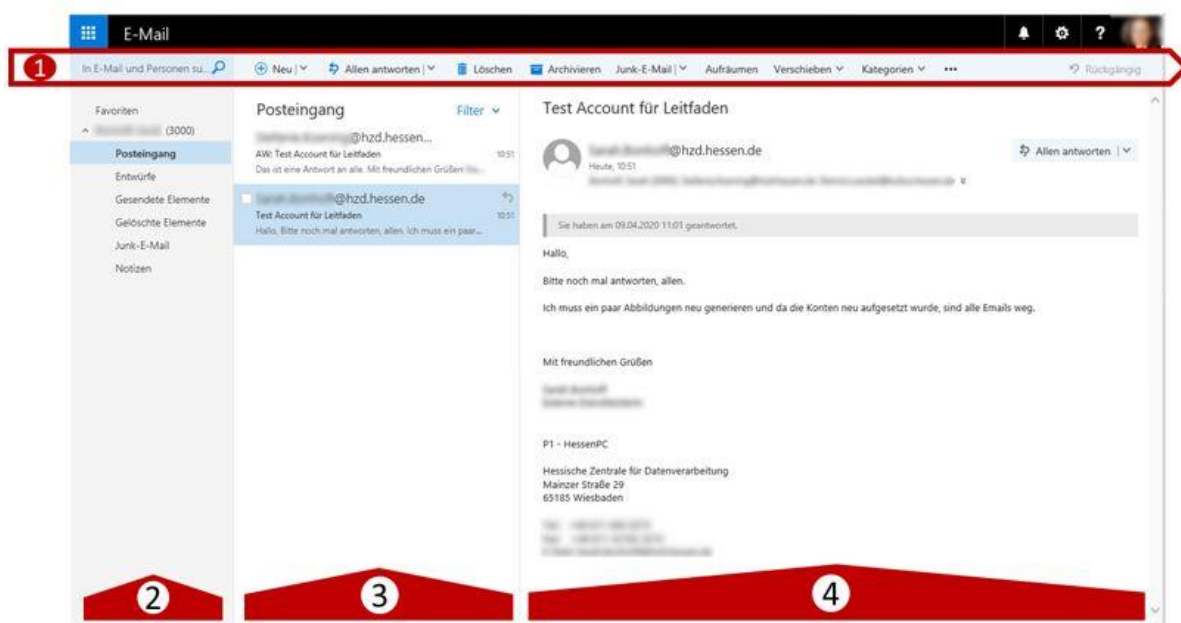 E-Mail
?
1 In E-Mail und Personen su... Neu Allen antworten Löschen Archivieren Junk-E-Mail Aufräumen Verschieben Kategorien ••• Rückgängig
Favoriten
(3000)
Posteingang
Entwürfe
Gesendete Elemente
Gelöschte Elemente
Junk-E-Mail
Notizen
Posteingang Filter
@hzd.hessen...
AW: Test Account für Leitfaden 10:51
Das ist eine Antwort an alle. Mit freundlichen Grüßen
@hzd.hessen.de
Test Account für Leitfaden 10:51
Hallo, Bitte noch mal antworten, allen. Ich muss ein paar...
Test Account für Leitfaden
@hzd.hessen.de
Heute, 10:51
Allen antworten
Sie haben am 09.04.2020 11:01 geantwortet.
Hallo,
Bitte noch mal antworten, allen.
Ich muss ein paar Abbildungen neu generieren und da die Konten neu aufgesetzt wurde, sind alle Emails weg.
Mit freundlichen Grüßen
P1 - HessenPC
Hessische Zentrale für Datenverarbeitung
Mainzer Straße 29
65185 Wiesbaden
2 3 4